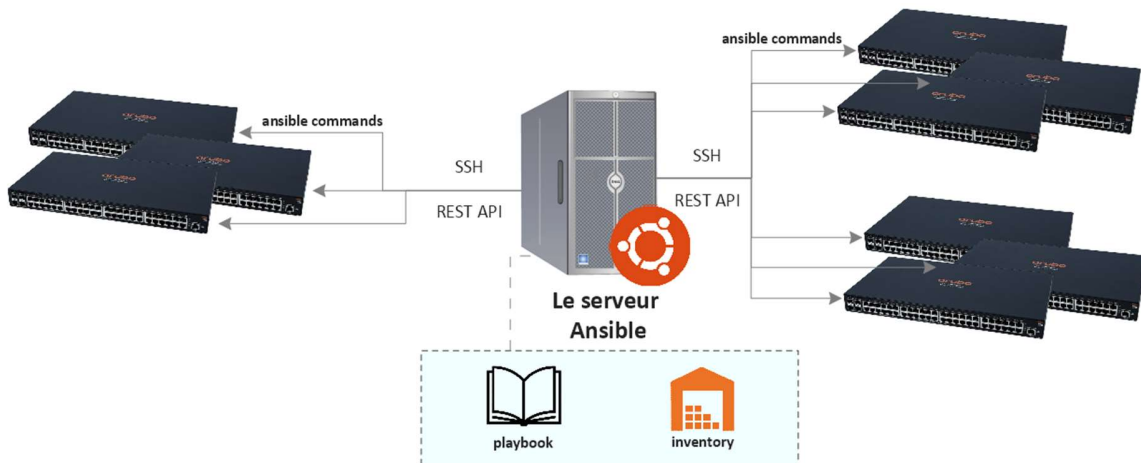 ansible commands
ansible commands
SSH
SSH
REST API
REST API
Le serveur
Ansible
playbook
inventory